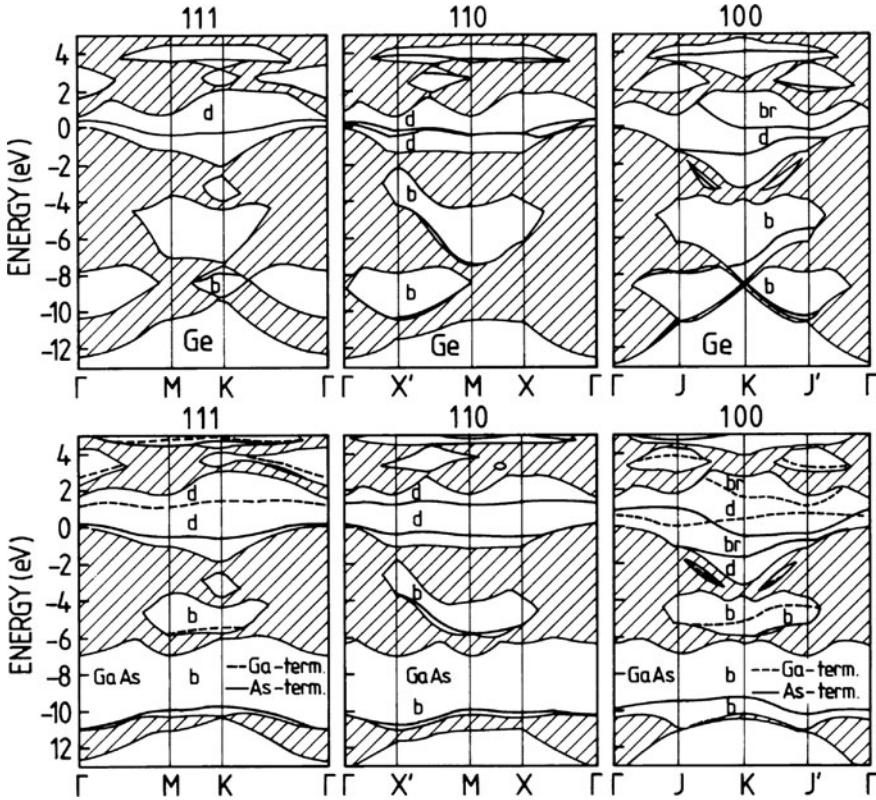 111 110 100
ENERGY (eV)
4
2
0
-2
-4
-6
-8
-10
-12
d
b
Ge
Γ M K Γ
d
d
b
b
Ge
Γ X' M X Γ
br
d
b
b
Ge
Γ J K J' Γ
111 110 100
ENERGY (eV)
4
2
0
-2
-4
-6
-8
-10
12
d
d
b
GaAs
b
Ga-term.
As-term.
Γ M K Γ
d
d
b
GaAs
b
Γ X' M X Γ
br
d
br
d
b
b
GaAs
b
b
Ga-term.
As-term.
Γ J K J' Γ